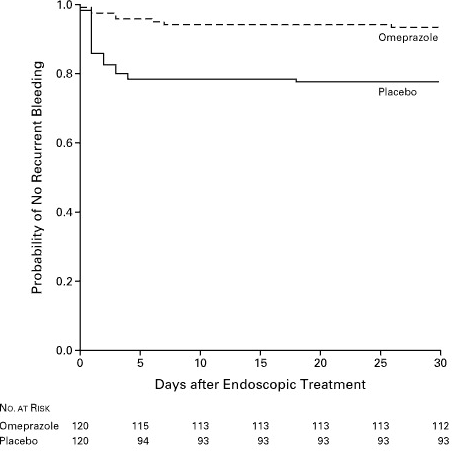 1.0
Omeprazole
0.8
Placebo
0.6
0.4
0.2
0.0
Probability of No Recurrent Bleeding
0 5 10 15 20 25 30
Days after Endoscopic Treatment
No. at Risk
Omeprazole 120 115 113 113 113 113 112
Placebo 120 94 93 93 93 93 93